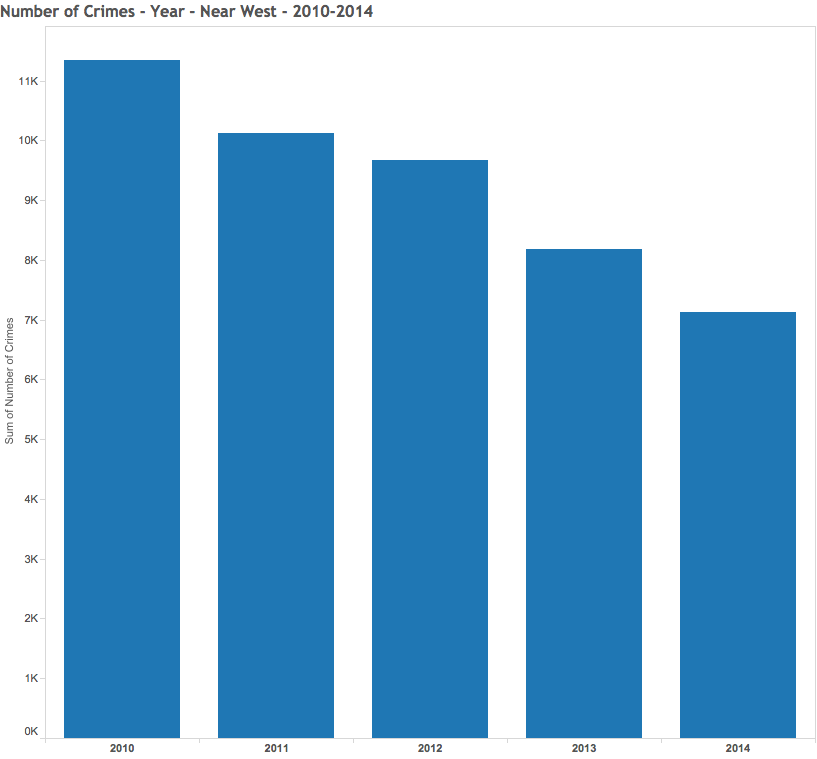 Number of Crimes - Year - Near West - 2010-2014
Sum of Number of Crimes
11K
10K
9K
8K
7K
6K
5K
4K
3K
2K
1K
0K
2010 2011 2012 2013 2014